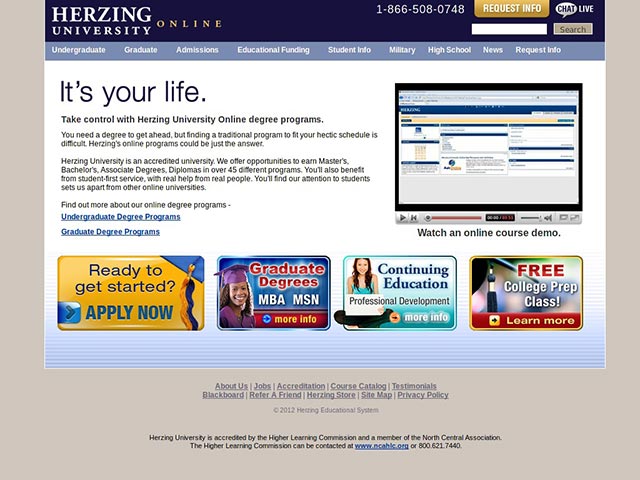 HERZING
UNIVERSITY ONLINE
1-866-508-0748
REQUEST INFO
CHAT LIVE
Search
Undergraduate Graduate Admissions Educational Funding Student Info Military High School News Request Info
It's your life.
Take control with Herzing University Online degree programs.
You need a degree to get ahead, but finding a traditional program to fit your hectic schedule is
difficult. Herzing's online programs could be just the answer.
Herzing University is an accredited university. We offer opportunities to earn Master's,
Bachelor's, Associate Degrees, Diplomas in over 45 different programs. You'll also benefit
from student-first service, with real help from real people. You'll find our attention to students
sets us apart from other online universities.
Find out more about our online degree programs -
Undergraduate Degree Programs
Graduate Degree Programs
Watch an online course demo.
Ready to
get started?
APPLY NOW
Graduate
Degrees
MBA MSN
more info
Continuing
Education
Professional Development
more info
FREE
College Prep
Class!
Learn more
About Us | Jobs | Accreditation | Course Catalog | Testimonials
Blackboard | Refer A Friend | Herzing Store | Site Map | Privacy Policy
© 2012 Herzing Educational System
Herzing University is accredited by the Higher Learning Commission and a member of the North Central Association.
The Higher Learning Commission can be contacted at www.ncahlc.org or 800.621.7440.